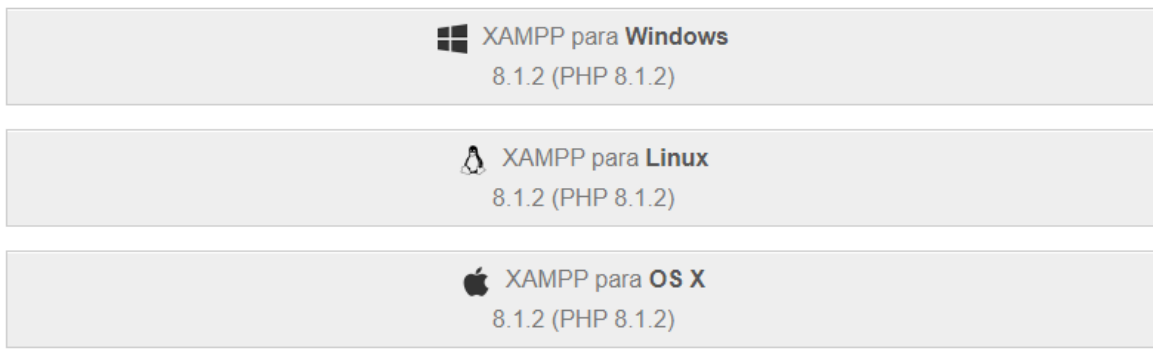 XAMPP para Windows
8.1.2 (PHP 8.1.2)
XAMPP para Linux
8.1.2 (PHP 8.1.2)
XAMPP para OS X
8.1.2 (PHP 8.1.2)